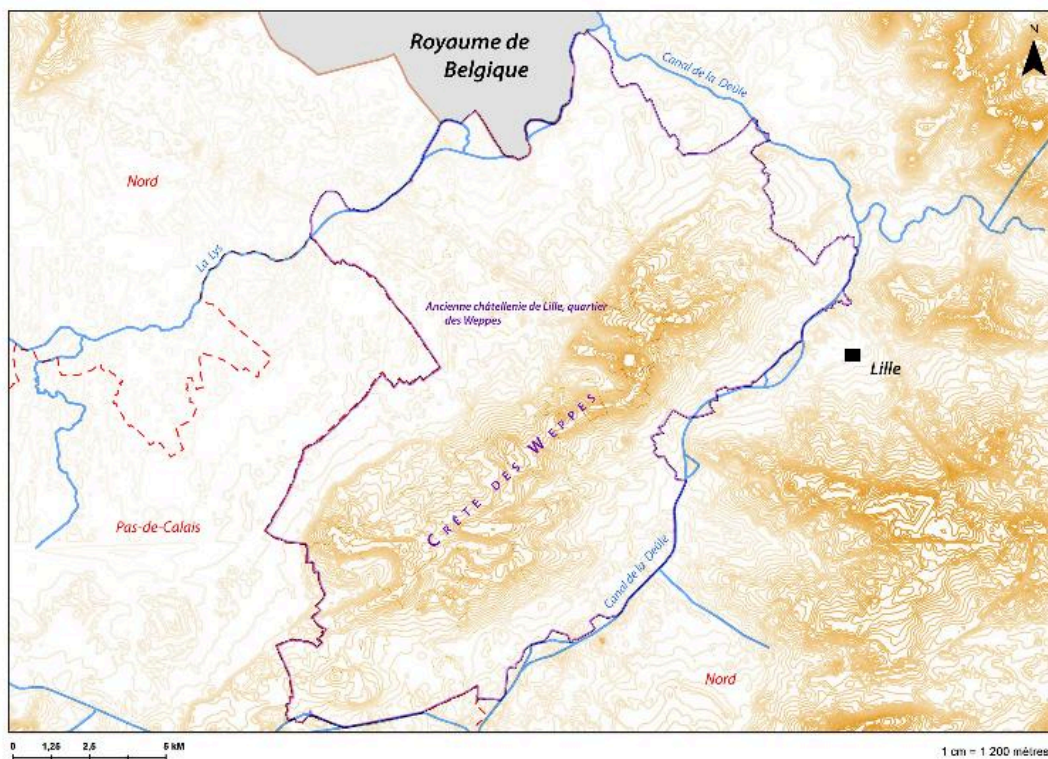 Royaume de
Belgique
Canal de la Deûle
N
Nord
La Lys
Ancienne châtellenie de Lille, quartier
des Weppes
Lille
CRÊTE DES WEPPES
Pas-de-Calais
Canal de la Deûle
Nord
0 1,25 2,5 5 kM
1 cm = 1 200 mètres